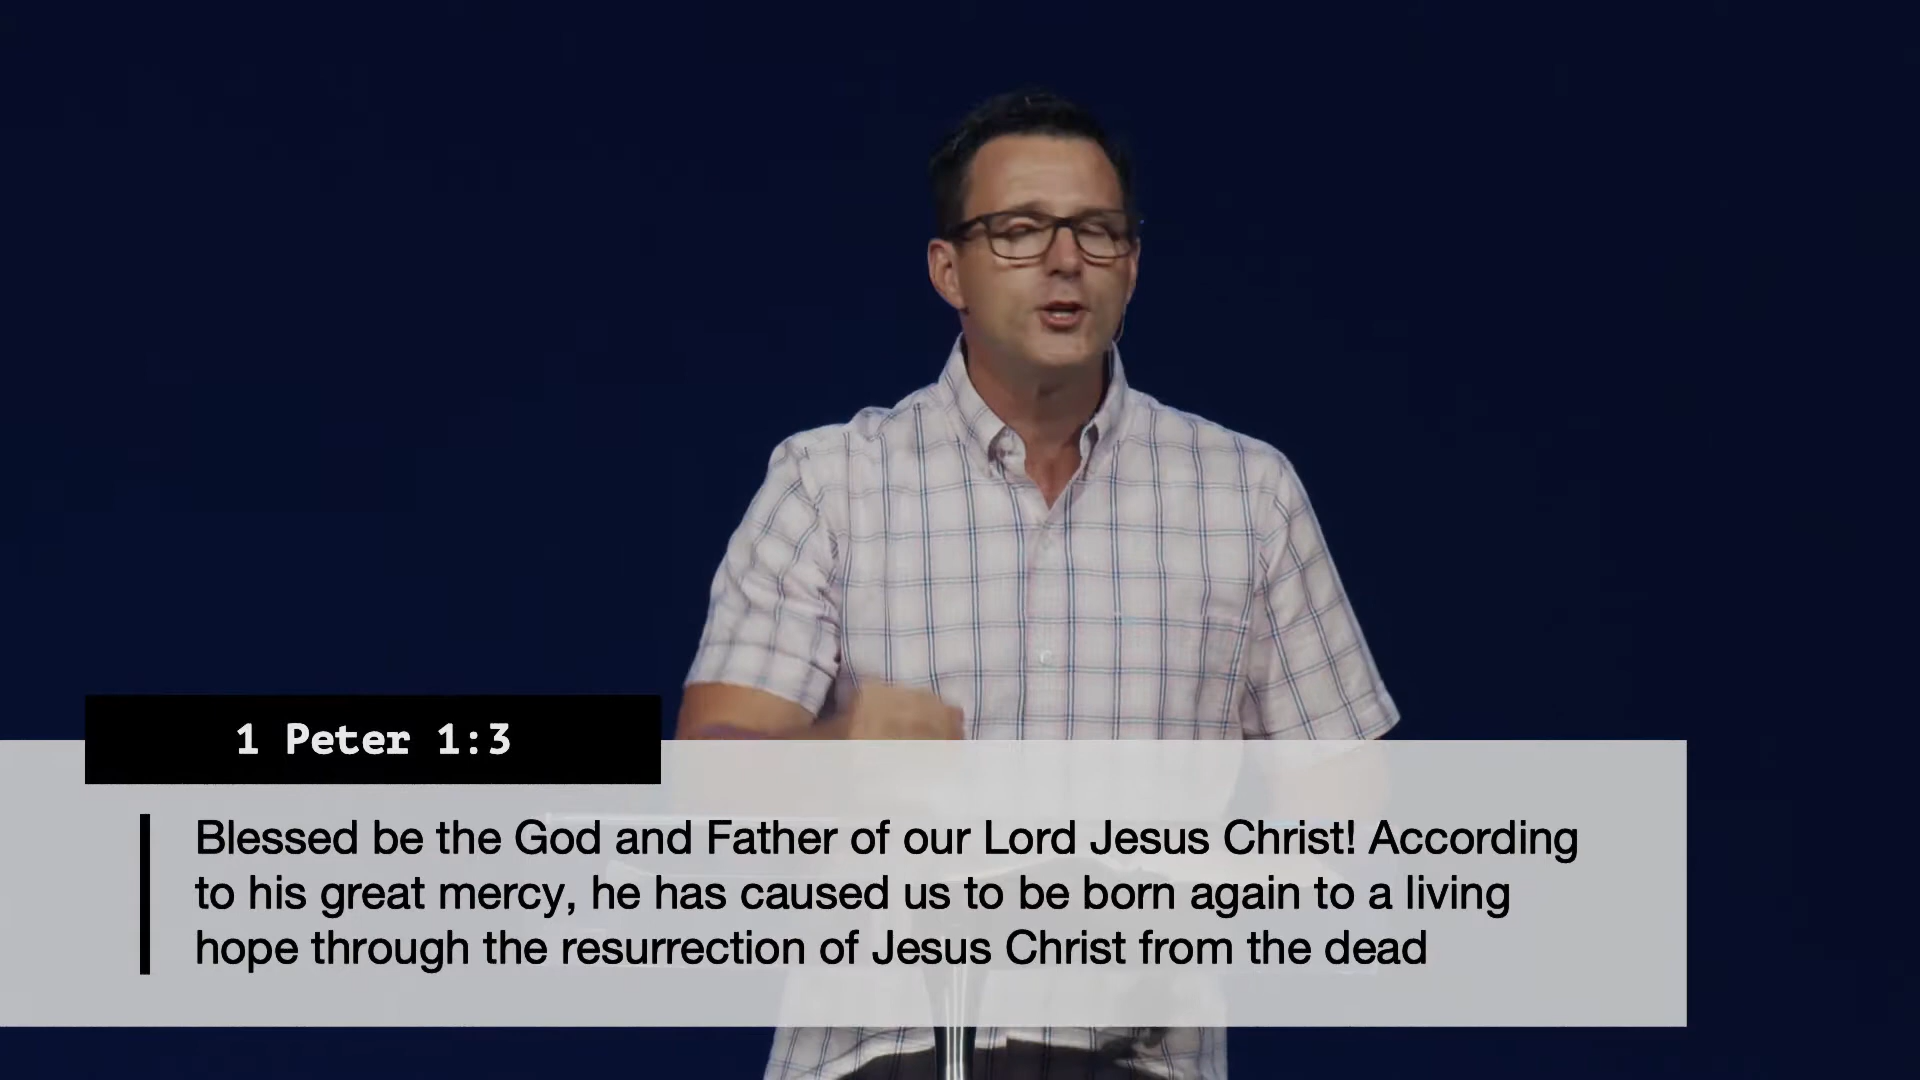 1 Peter 1:3
Blessed be the God and Father of our Lord Jesus Christ! According
to his great mercy, he has caused us to be born again to a living
hope through the resurrection of Jesus Christ from the dead